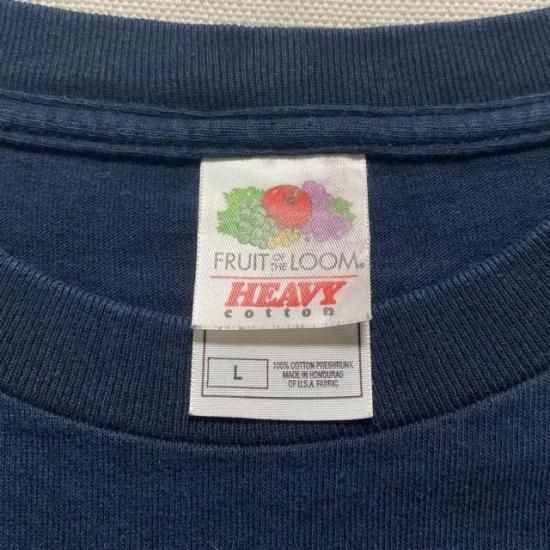 FRUIT OF THE LOOM®
HEAVY
cotton
L
100% COTTON PRESHRUNK
MADE IN HONDURAS
OF U.S.A. FABRIC